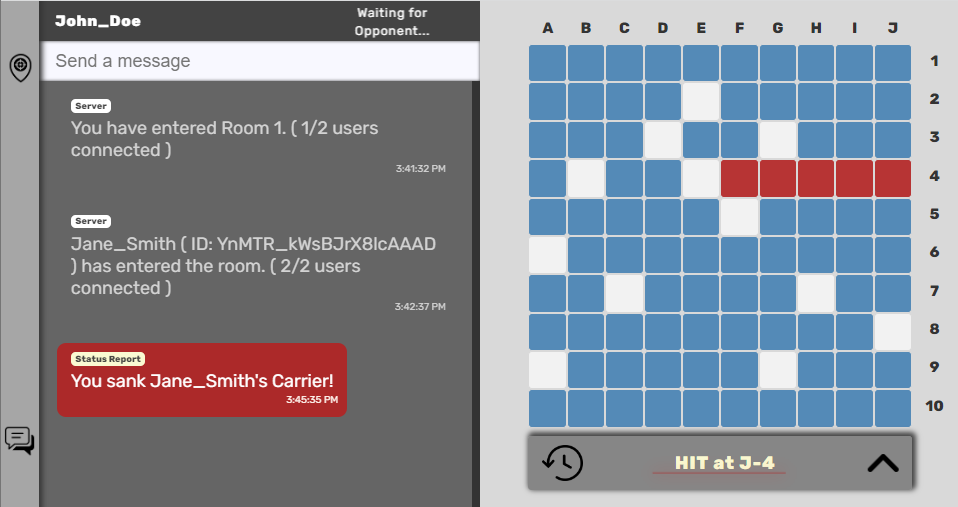 John_Doe
Waiting for
Opponent...
Send a message
Server
You have entered Room 1. ( 1/2 users
connected )
3:41:32 PM
Server
Jane_Smith ( ID: YnMTR_kWsBJrX8lcAAAD
) has entered the room. ( 2/2 users
connected )
3:42:37 PM
Status Report
You sank Jane_Smith's Carrier!
3:45:35 PM
A B C D E F G H I J
1
2
3
4
5
6
7
8
9
10
HIT at J-4